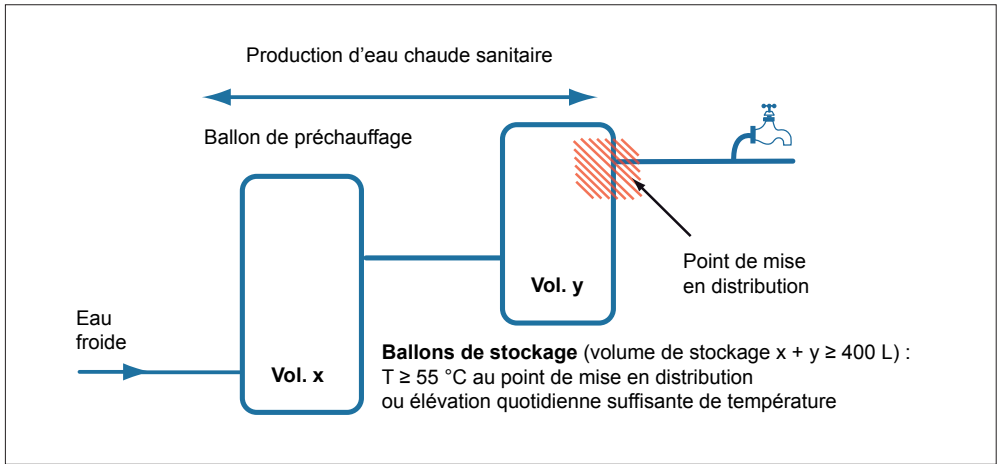 Production d'eau chaude sanitaire
Ballon de préchauffage
Point de mise
en distribution
Vol. y
Eau
froide
Vol. x
Ballons de stockage (volume de stockage x + y ≥ 400 L) :
T ≥ 55 °C au point de mise en distribution
ou élévation quotidienne suffisante de température